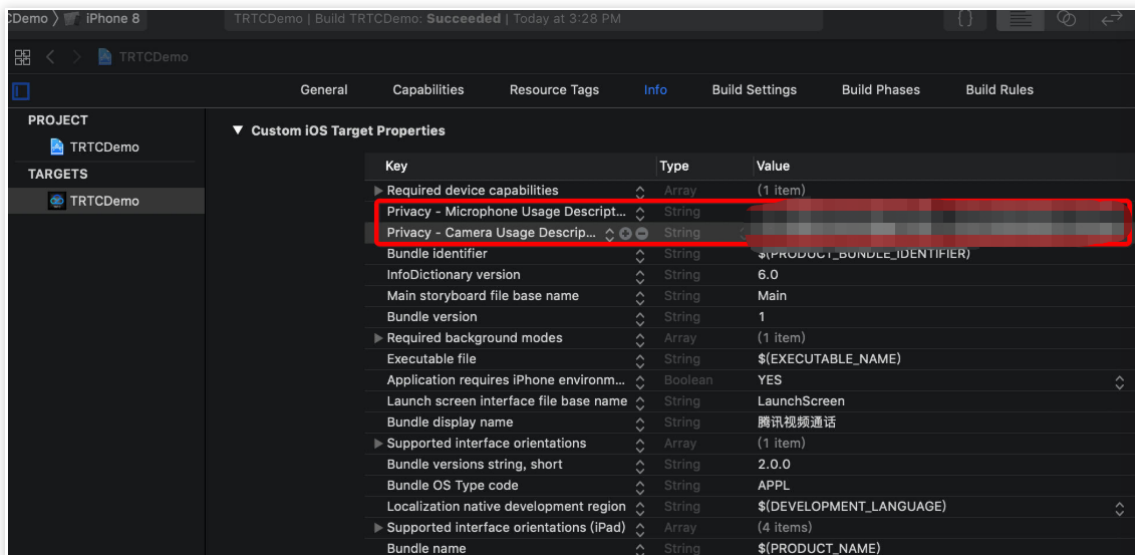 CDemo 〉 iPhone 8 TRTCDemo | Build TRTCDemo: Succeeded | Today at 3:28 PM {}
TRTCDemo
General Capabilities Resource Tags Info Build Settings Build Phases Build Rules
PROJECT
TRTCDemo
TARGETS
TRTCDemo
Custom iOS Target Properties
Key Type Value
Required device capabilities Array (1 item)
Privacy - Microphone Usage Descript... String
Privacy - Camera Usage Descrip... String
Bundle identifier String $(PRODUCT_BUNDLE_IDENTIFIER)
InfoDictionary version String 6.0
Main storyboard file base name String Main
Bundle version String 1
Required background modes Array (1 item)
Executable file String $(EXECUTABLE_NAME)
Application requires iPhone environm... Boolean YES
Launch screen interface file base name String LaunchScreen
Bundle display name String 腾讯视频通话
Supported interface orientations Array (1 item)
Bundle versions string, short String 2.0.0
Bundle OS Type code String APPL
Localization native development region String $(DEVELOPMENT_LANGUAGE)
Supported interface orientations (iPad) Array (4 items)
Bundle name String $(PRODUCT_NAME)